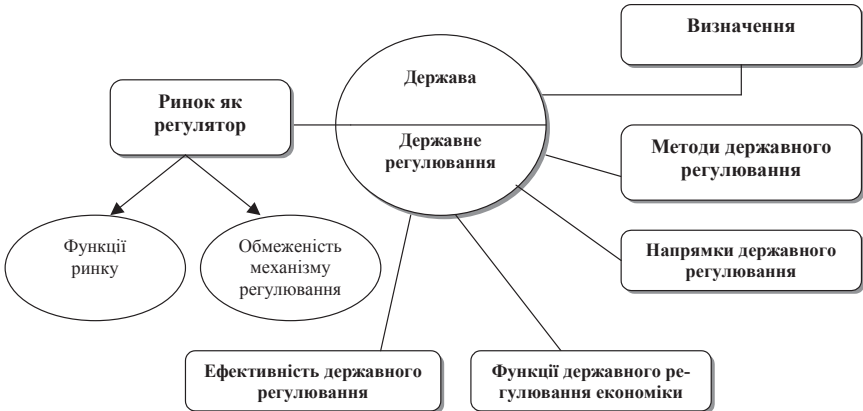 Визначення
Держава
Ринок як
регулятор
Державне
регулювання
Методи державного
регулювання
Функції
ринку
Обмеженість
механізму
регулювання
Напрямки державного
регулювання
Ефективність державного
регулювання
Функції державного ре-
гулювання економіки